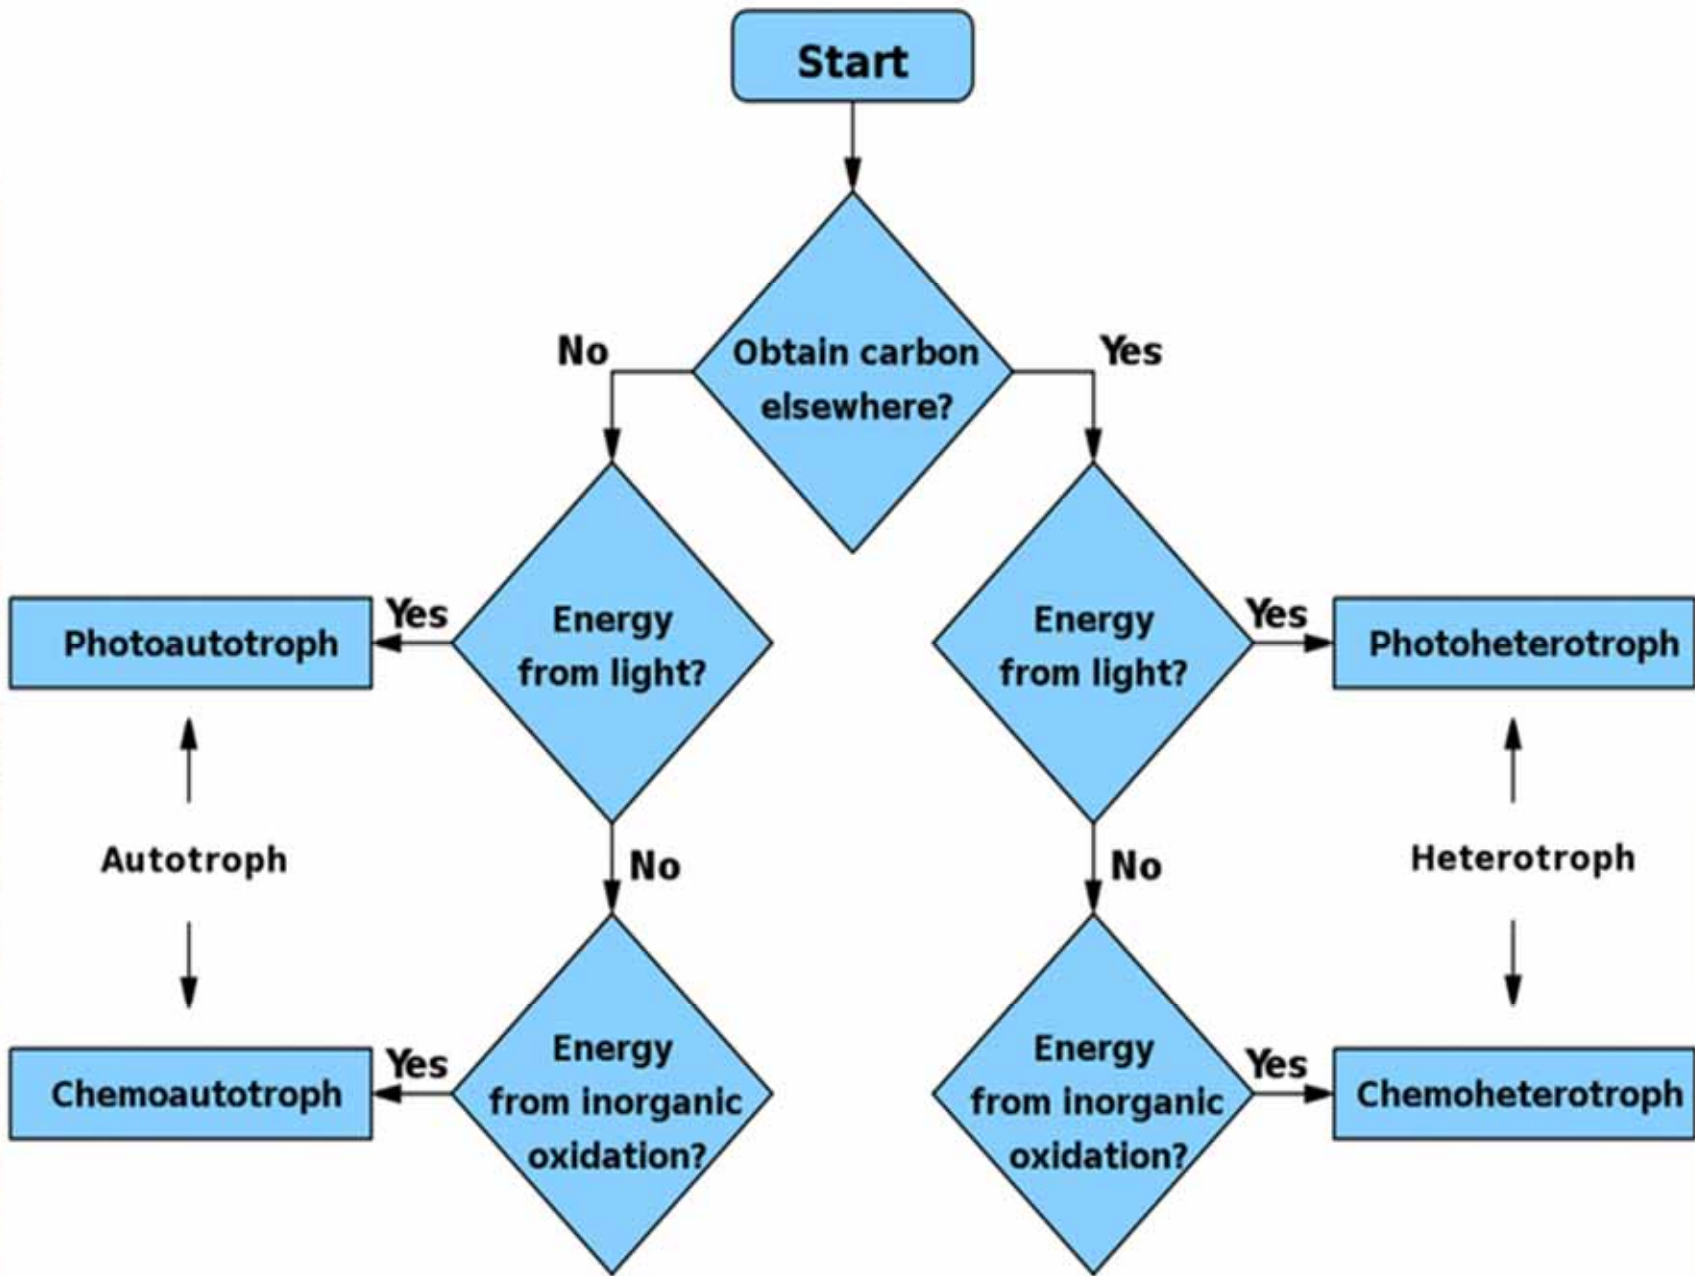 Start
No
Obtain carbon
elsewhere?
Yes
Photoautotroph
Yes
Energy
from light?
Energy
from light?
Yes
Photoheterotroph
Autotroph
No
No
Heterotroph
Chemoautotroph
Yes
Energy
from inorganic
oxidation?
Energy
from inorganic
oxidation?
Yes
Chemoheterotroph